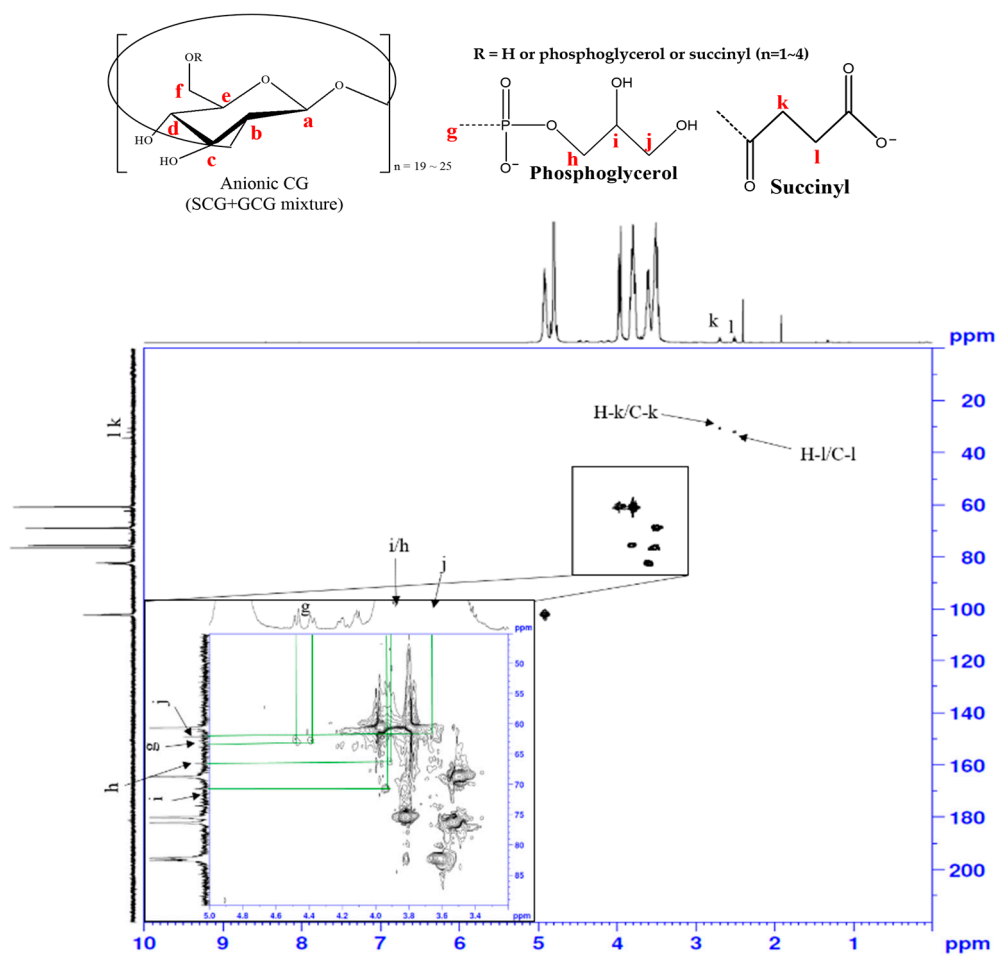 R = H or phosphoglycerol or succinyl (n=1~4)
OR
f
e
O
O
a
b
d
c
HO
HO
n = 19 ~ 25
Anionic CG
(SCG+GCG mixture)
g
O
P
O⁻
O
OH
OH
h
i
j
Phosphoglycerol
k
l
O
O
O⁻
Succinyl
k
l
ppm
l k
H-k/C-k
H-l/C-l
20
40
60
80
100
120
140
160
180
200
i/h
j
g
ppm
50
55
60
65
70
75
80
85
j
g
h
i
5.0 4.8 4.6 4.4 4.2 4.0 3.8 3.6 3.4 ppm
10 9 8 7 6 5 4 3 2 1 ppm